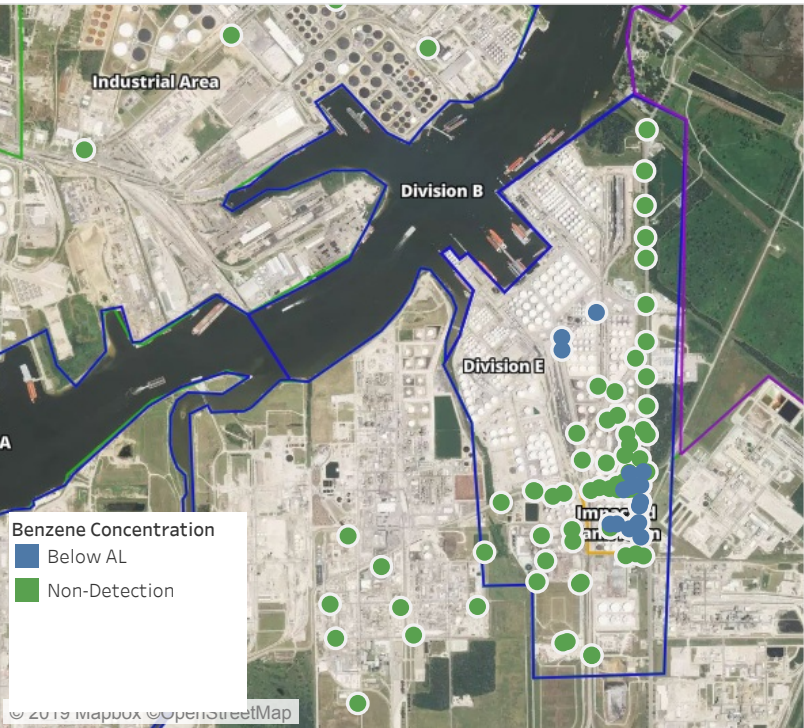 Industrial Area
Division B
Division E
A
Benzene Concentration
Below AL
Non-Detection
© 2019 Mapbox ©OpenStreetMap